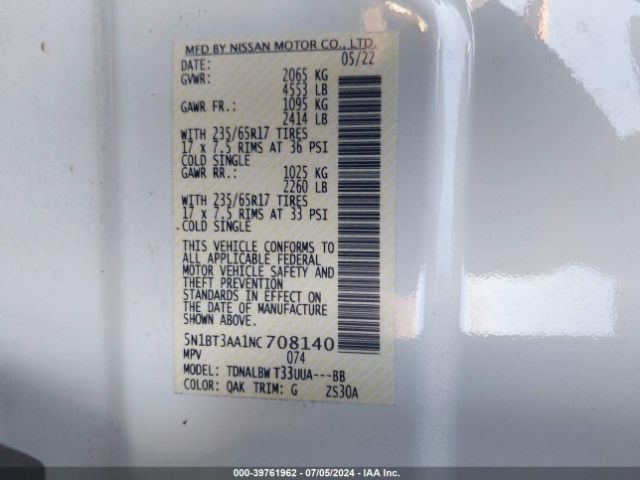 MFD BY NISSAN MOTOR CO., LTD.
DATE: 05/22
GVWR: 2065 KG
4553 LB
GAWR FR.: 1095 KG
2414 LB
WITH 235/65R17 TIRES
17 x 7.5 RIMS AT 36 PSI
COLD SINGLE
GAWR RR.: 1025 KG
2260 LB
WITH 235/65R17 TIRES
17 x 7.5 RIMS AT 33 PSI
COLD SINGLE
THIS VEHICLE CONFORMS TO
ALL APPLICABLE FEDERAL
MOTOR VEHICLE SAFETY AND
THEFT PREVENTION
STANDARDS IN EFFECT ON
THE DATE OF MANUFACTURE
SHOWN ABOVE.
5N1BT3AA1NC708140
MPV 074
MODEL: TDNALBW T33UUA---BB
COLOR: QAK TRIM: G ZS30A
000-39761962 - 07/05/2024 - IAA Inc.